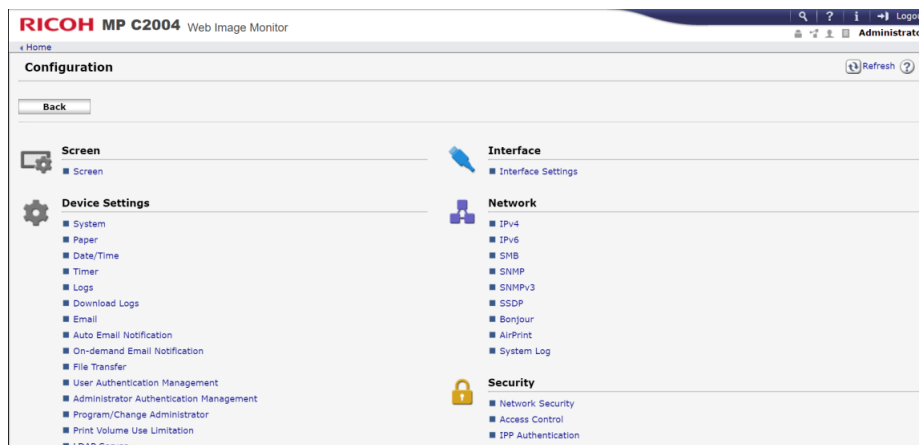 RICOH MP C2004 Web Image Monitor
? i Logo
Home
Administrato
Configuration
Refresh ?
Back
Screen
Screen
Device Settings
System
Paper
Date/Time
Timer
Logs
Download Logs
Email
Auto Email Notification
On-demand Email Notification
File Transfer
User Authentication Management
Administrator Authentication Management
Program/Change Administrator
Print Volume Use Limitation
LDAP Server
Interface
Interface Settings
Network
IPv4
IPv6
SMB
SNMP
SNMPv3
SSDP
Bonjour
AirPrint
System Log
Security
Network Security
Access Control
IPP Authentication